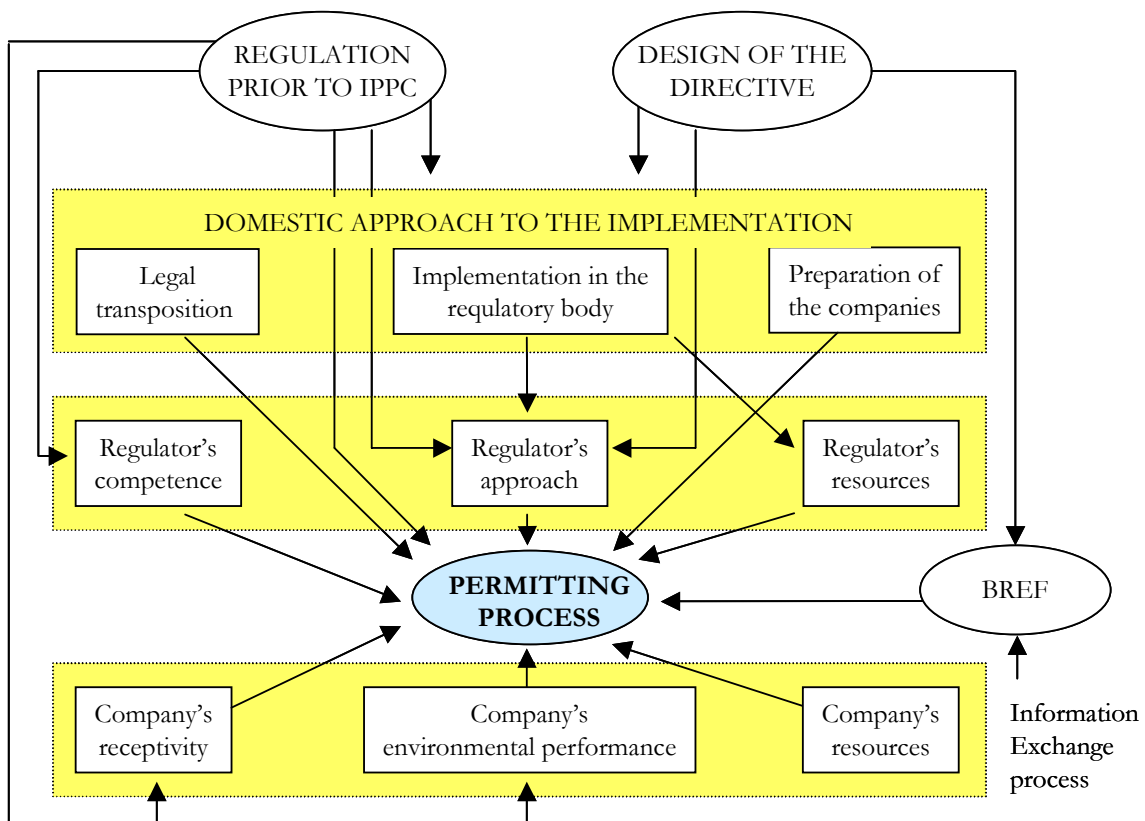 REGULATION
PRIOR TO IPPC
DESIGN OF THE
DIRECTIVE
DOMESTIC APPROACH TO THE IMPLEMENTATION
Legal
transposition
Implementation in the
requlatory body
Preparation of
the companies
Regulator’s
competence
Regulator’s
approach
Regulator’s
resources
PERMITTING
PROCESS
BREF
Company’s
receptivity
Company’s
environmental performance
Company’s
resources
Information
Exchange
process